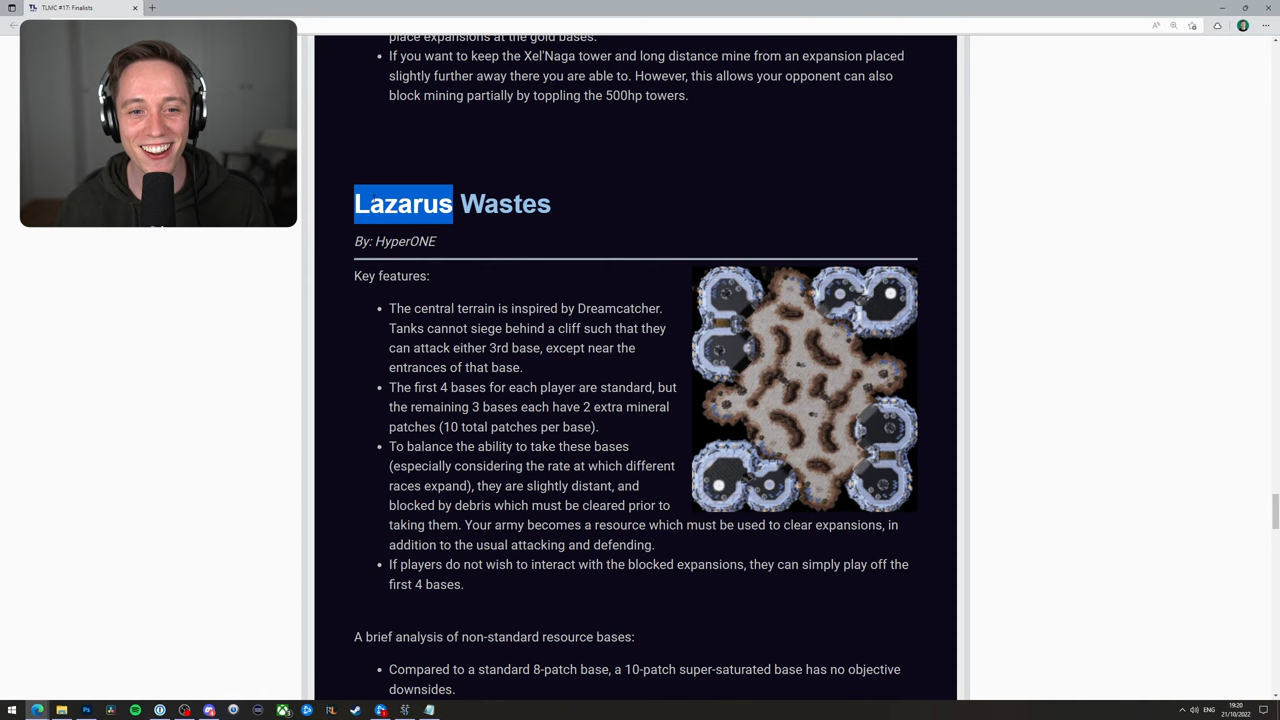 TLMC #17: Finalists
place expansions at the gold bases.
• If you want to keep the Xel'Naga tower and long distance mine from an expansion placed
slightly further away there you are able to. However, this allows your opponent can also
block mining partially by toppling the 500hp towers.
Lazarus Wastes
By: HyperONE
Key features:
• The central terrain is inspired by Dreamcatcher.
Tanks cannot siege behind a cliff such that they
can attack either 3rd base, except near the
entrances of that base.
• The first 4 bases for each player are standard, but
the remaining 3 bases each have 2 extra mineral
patches (10 total patches per base).
• To balance the ability to take these bases
(especially considering the rate at which different
races expand), they are slightly distant, and
blocked by debris which must be cleared prior to
taking them. Your army becomes a resource which must be used to clear expansions, in
addition to the usual attacking and defending.
• If players do not wish to interact with the blocked expansions, they can simply play off the
first 4 bases.
A brief analysis of non-standard resource bases:
• Compared to a standard 8-patch base, a 10-patch super-saturated base has no objective
downsides.
ENG
19:20
21/10/2022